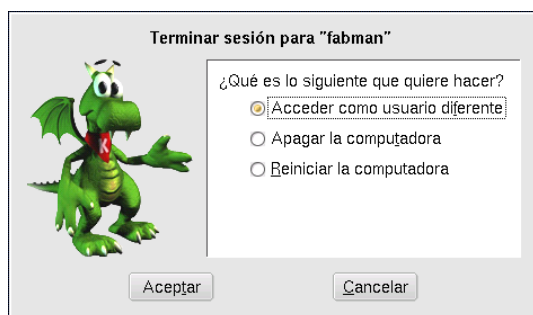 Terminar sesión para "fabman"
¿Qué es lo siguiente que quiere hacer?
Acceder como usuario diferente
Apagar la computadora
Reiniciar la computadora
K
Aceptar
Cancelar